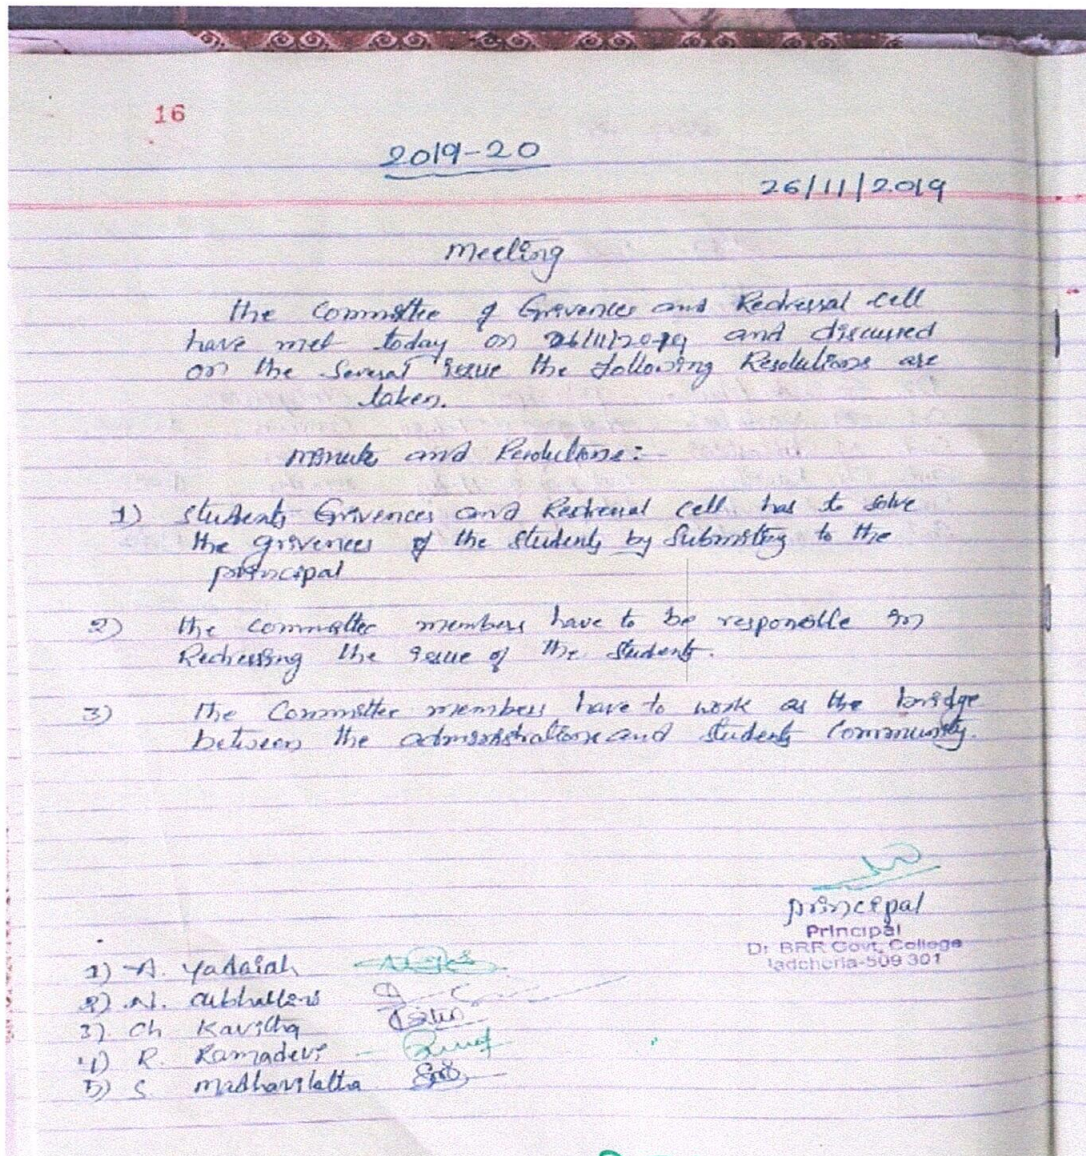 16
2019-20
26/11/2019
Meeting
The Committee of Grivences and Redressal cell
have met today on 26/11/2019 and discussed
on the several issue the following Resolutions are
taken.
Minute and Resolutions:-
1) Students Grivences and Redressal cell has to solve
the grivences of the students by Submitting to the
principal
2) The committee members have to be responsible in
Redressing the issue of the students.
3) The Committee members have to work as the bridge
between the administrations and students Community.
principal
Principal
Dr BRR Govt. College
Jadcherla-509 301
1) A. Yadaiah
2) N.
3) Ch Kavitha
4) R. Ramadevi
5) S. Madhavilatha